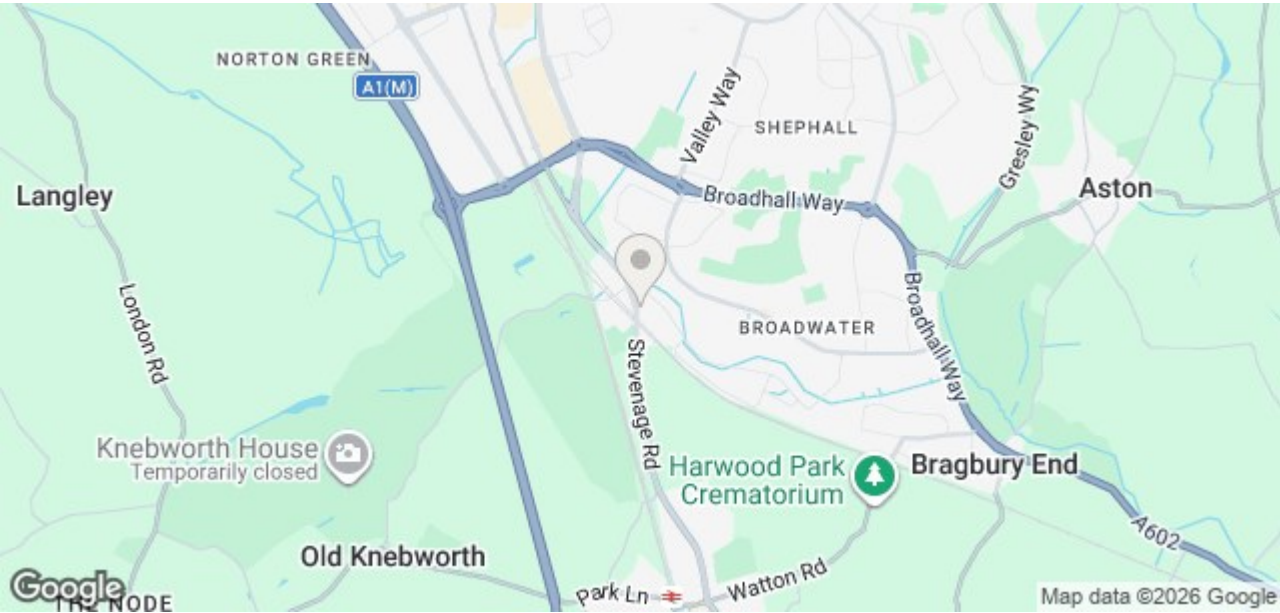 NORTON GREEN
A1(M)
Valley Way
SHEPHALL
Gresley Wy
Langley
Broadhall Way
Aston
London Rd
Broadhall Way
BROADWATER
Stevenage Rd
Knebworth House
Temporarily closed
Harwood Park
Crematorium
Bragbury End
A602
Old Knebworth
Park Ln
Watton Rd
Google
THE NODE
Map data ©2026 Google